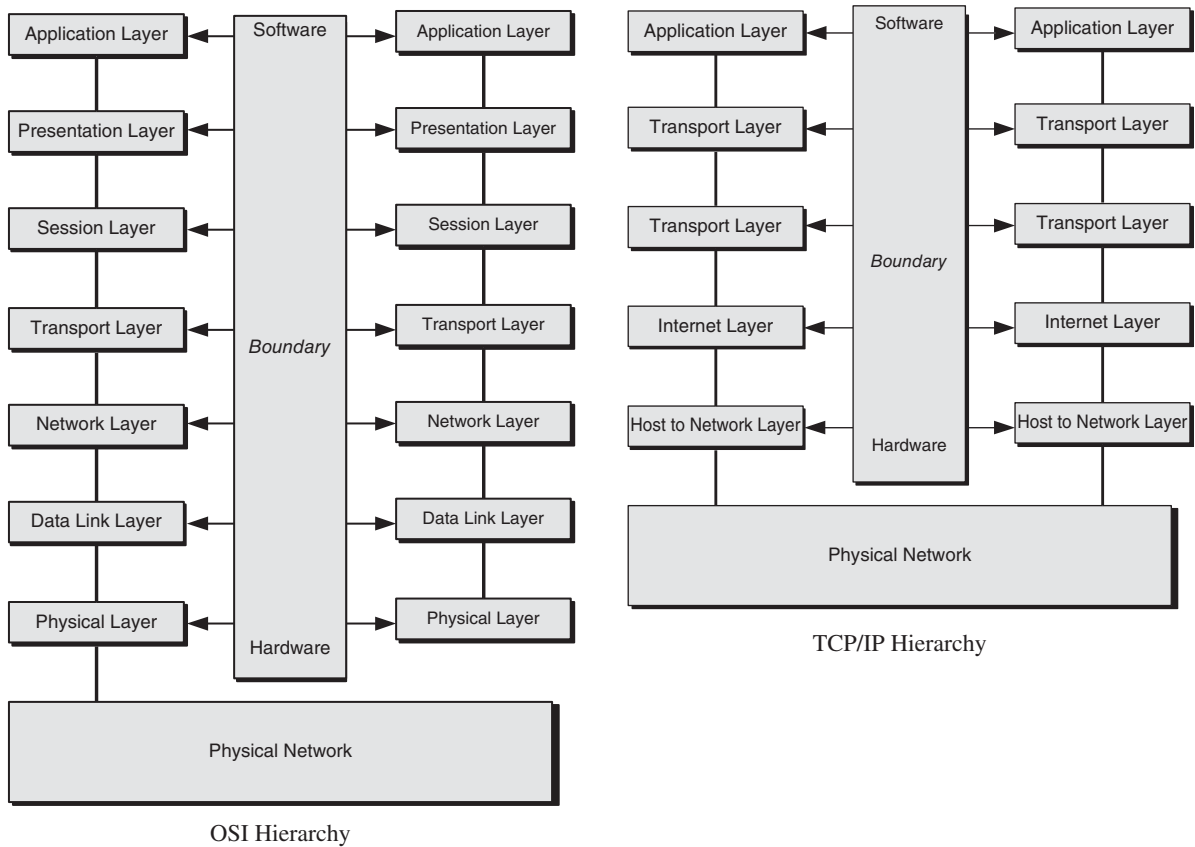 Application Layer
Software
Application Layer
Presentation Layer
Presentation Layer
Session Layer
Session Layer
Transport Layer
Transport Layer
Boundary
Network Layer
Network Layer
Data Link Layer
Data Link Layer
Physical Layer
Physical Layer
Hardware
Physical Network
OSI Hierarchy
Application Layer
Software
Application Layer
Transport Layer
Transport Layer
Transport Layer
Transport Layer
Boundary
Internet Layer
Internet Layer
Host to Network Layer
Host to Network Layer
Hardware
Physical Network
TCP/IP Hierarchy